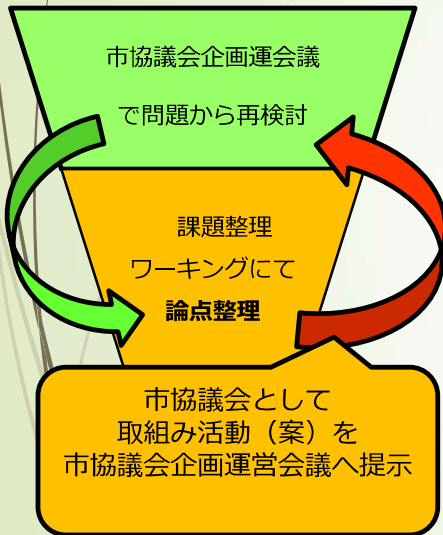 市協議会企画運会議
で問題から再検討
課題整理
ワーキングにて
論点整理
市協議会として
取組み活動（案）を
市協議会企画運営会議へ提示